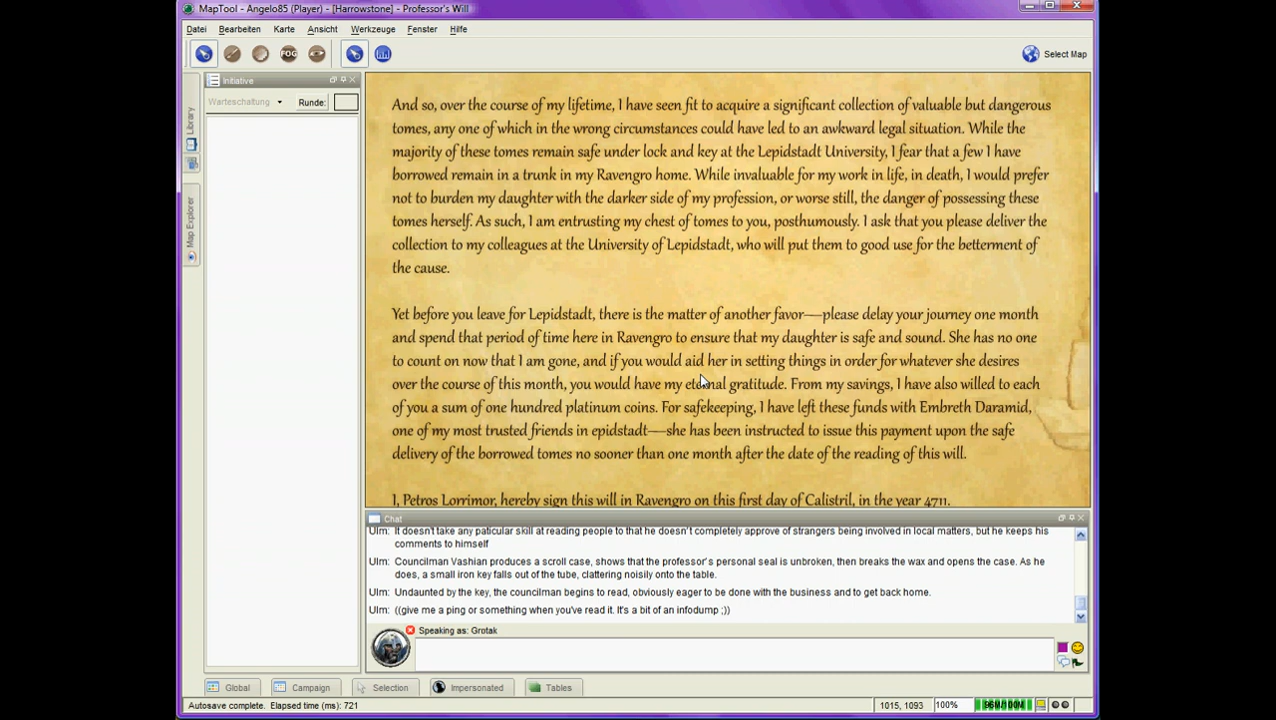 MapTool - Angelo85 (Player) - [Harrowstone] - Professor's Will
Datei Bearbeiten Karte Ansicht Werkzeuge Fenster Hilfe
FOG
Select Map
Initiative
Warteschaltung Runde:
Library
Map Explorer
And so, over the course of my lifetime, I have seen fit to acquire a significant collection of valuable but dangerous
tomes, any one of which in the wrong circumstances could have led to an awkward legal situation. While the
majority of these tomes remain safe under lock and key at the Lepidstadt University, I fear that a few I have
borrowed remain in a trunk in my Ravengro home. While invaluable for my work in life, in death, I would prefer
not to burden my daughter with the darker side of my profession, or worse still, the danger of possessing these
tomes herself. As such, I am entrusting my chest of tomes to you, posthumously. I ask that you please deliver the
collection to my colleagues at the University of Lepidstadt, who will put them to good use for the betterment of
the cause.
Yet before you leave for Lepidstadt, there is the matter of another favor—please delay your journey one month
and spend that period of time here in Ravengro to ensure that my daughter is safe and sound. She has no one
to count on now that I am gone, and if you would aid her in setting things in order for whatever she desires
over the course of this month, you would have my eternal gratitude. From my savings, I have also willed to each
of you a sum of one hundred platinum coins. For safekeeping, I have left these funds with Embreth Daramid,
one of my most trusted friends in epidstadt—she has been instructed to issue this payment upon the safe
delivery of the borrowed tomes no sooner than one month after the date of the reading of this will.
I, Petros Lorrimor, hereby sign this will in Ravengro on this first day of Calistril, in the year 4711.
Chat
Ulm: It doesn't take any paticular skill at reading people to that he doesn't completely approve of strangers being involved in local matters, but he keeps his
comments to himself
Ulm: Councilman Vashian produces a scroll case, shows that the professor's personal seal is unbroken, then breaks the wax and opens the case. As he
does, a small iron key falls out of the tube, clattering noisily onto the table.
Ulm: Undaunted by the key, the councilman begins to read, obviously eager to be done with the business and to get back home.
Ulm: ((give me a ping or something when you've read it. It's a bit of an infodump ;))
Speaking as: Grotak
Global Campaign Selection Impersonated Tables
Autosave complete. Elapsed time (ms): 721
1015, 1093 100% 96M/100M